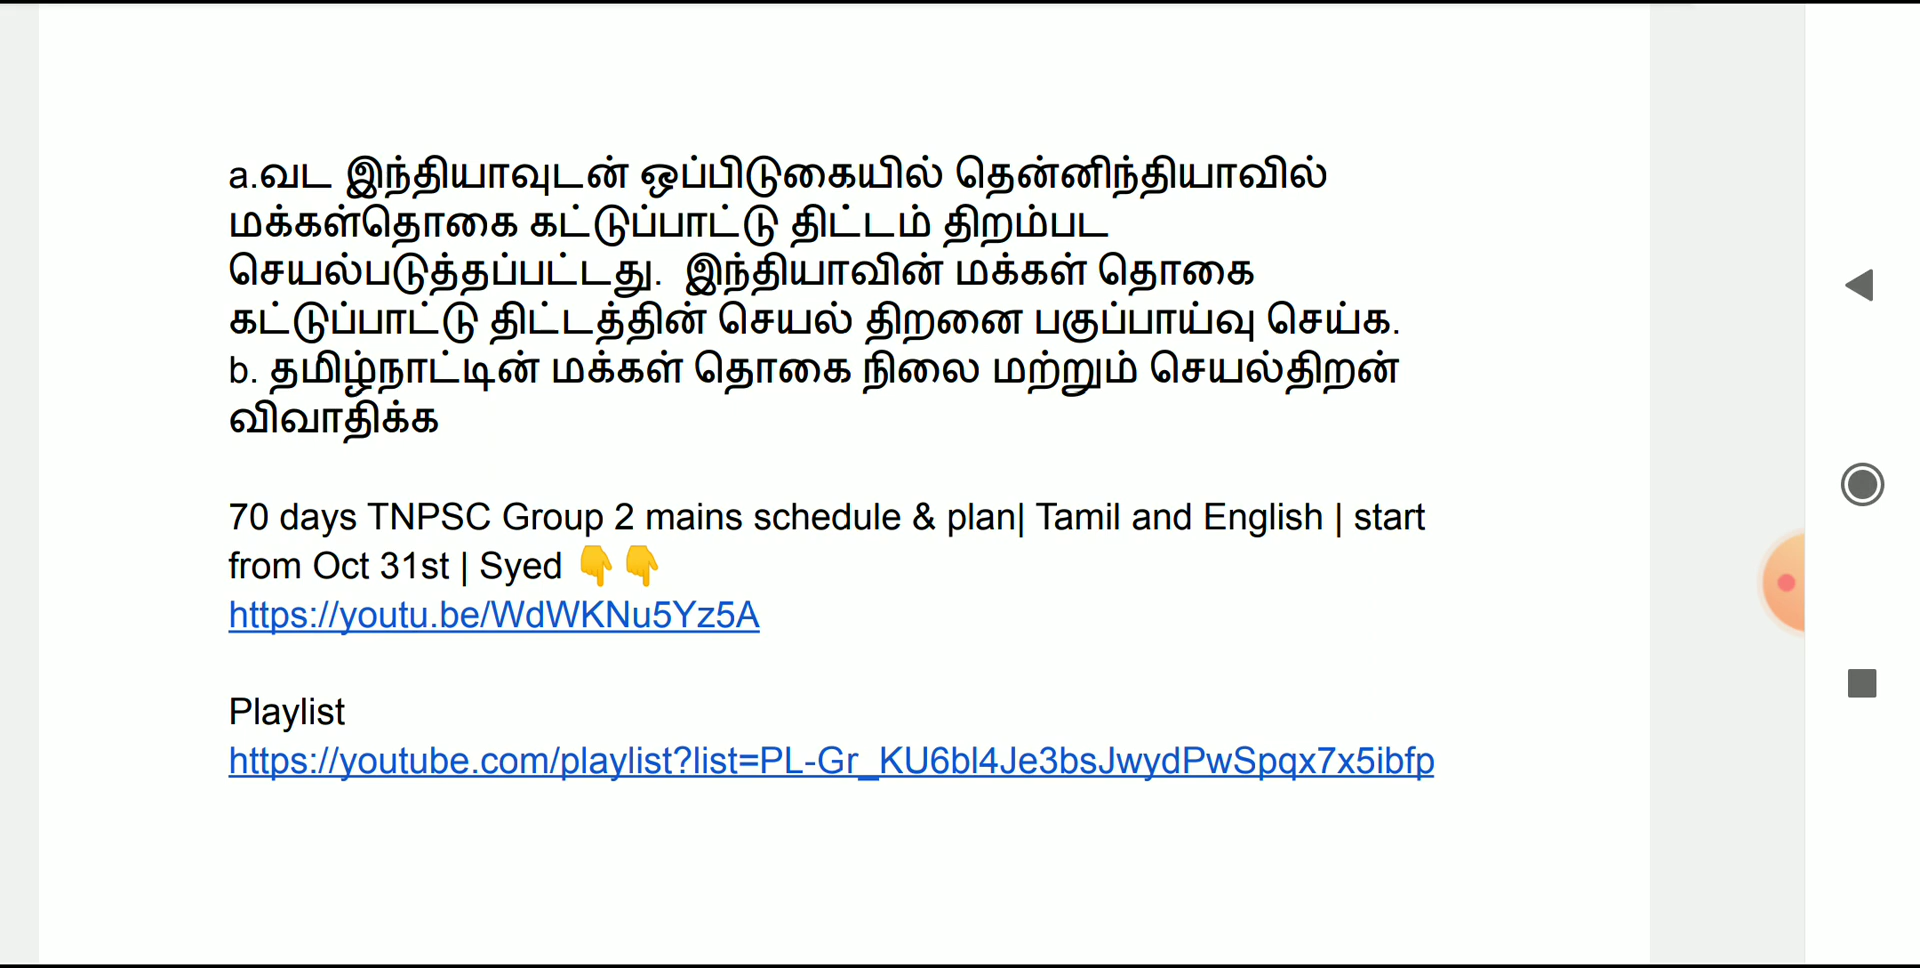 a.வட இந்தியாவுடன் ஒப்பிடுகையில் தென்னிந்தியாவில்
மக்கள்தொகை கட்டுப்பாட்டு திட்டம் திறம்பட
செயல்படுத்தப்பட்டது.  இந்தியாவின் மக்கள் தொகை
கட்டுப்பாட்டு திட்டத்தின் செயல் திறனை பகுப்பாய்வு செய்க.
b. தமிழ்நாட்டின் மக்கள் தொகை நிலை மற்றும் செயல்திறன்
விவாதிக்க
70 days TNPSC Group 2 mains schedule & plan| Tamil and English | start
from Oct 31st | Syed 👇👇
https://youtu.be/WdWKNu5Yz5A
Playlist
https://youtube.com/playlist?list=PL-Gr_KU6bl4Je3bsJwydPwSpqx7x5ibfp